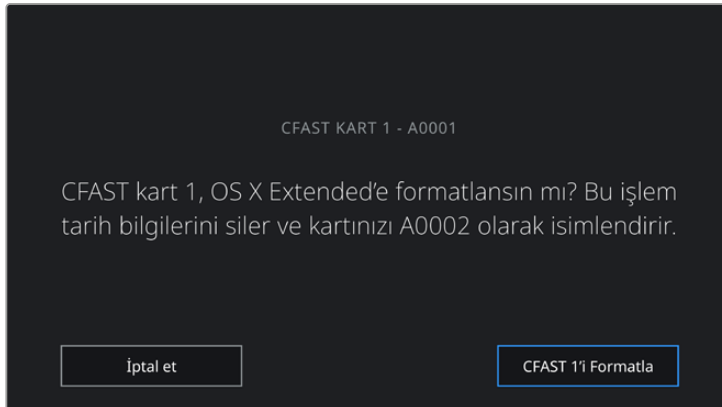 CFAST KART 1 - A0001
CFAST kart 1, OS X Extended’e formatlansın mı? Bu işlem
tarih bilgilerini siler ve kartınızı A0002 olarak isimlendirir.
İptal et
CFAST 1’i Formatla